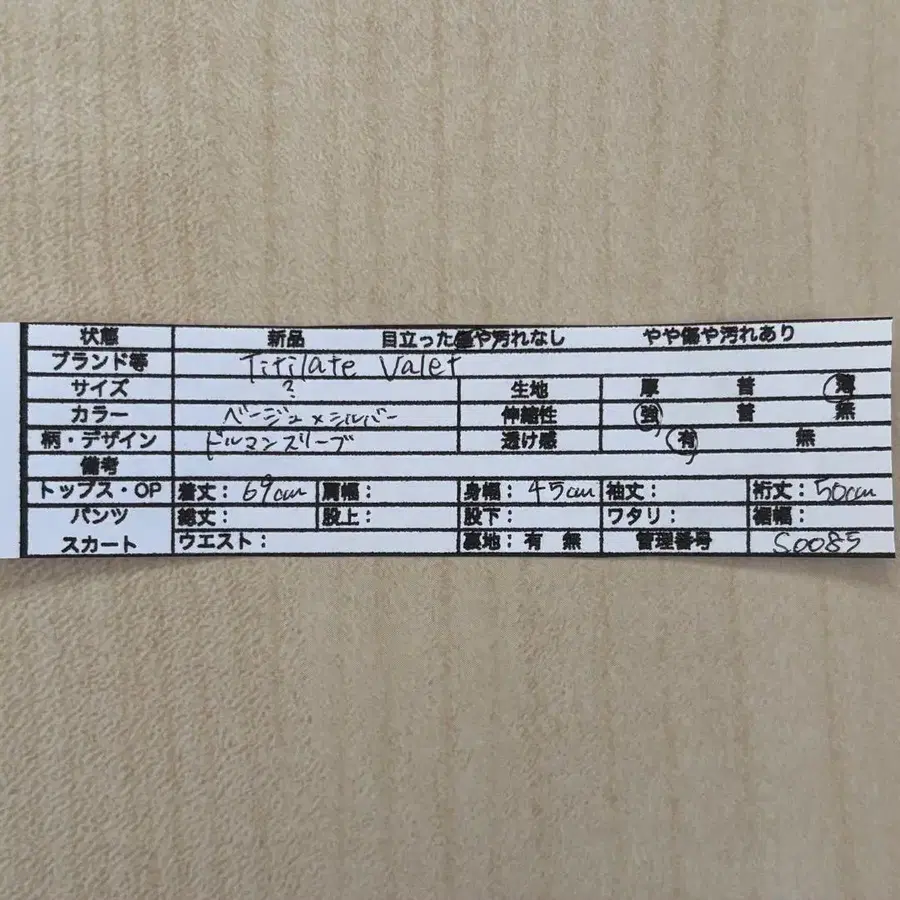 状態 新品 目立った傷や汚れなし やや傷や汚れあり
ブランド等 Titilate Valet
サイズ ? 生地 厚 普 薄
カラー ベージュ×シルバー 伸縮性 強 普 無
柄・デザイン ドルマンスリーブ 透け感 有 無
備考
トップス・OP 着丈: 69cm 肩幅: 身幅: 45cm 袖丈: 裄丈: 50cm
パンツ 総丈: 股上: 股下: ワタリ: 裾幅:
スカート ウエスト: 裏地: 有 無 管理番号 S0085